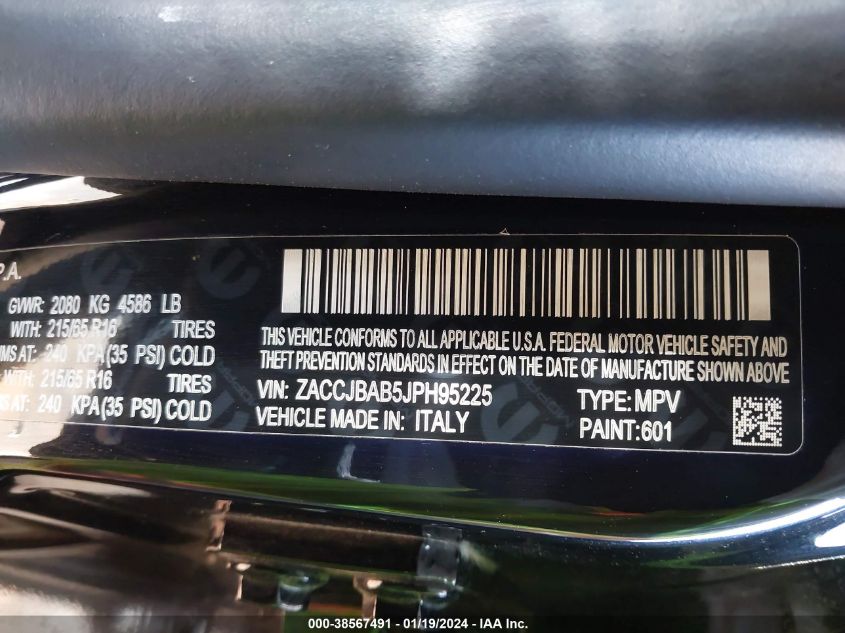 P.A.
GVWR: 2080 KG 4586 LB
WITH: 215/65 R16 TIRES
IMS AT: 240 KPA (35 PSI) COLD
WITH: 215/65 R16 TIRES
AT: 240 KPA (35 PSI) COLD
THIS VEHICLE CONFORMS TO ALL APPLICABLE U.S.A. FEDERAL MOTOR VEHICLE SAFETY AND
THEFT PREVENTION STANDARDS IN EFFECT ON THE DATE OF MANUFACTURE SHOWN ABOVE
VIN: ZACCJBAB5JPH95225 TYPE: MPV
VEHICLE MADE IN: ITALY PAINT:601
000-38567491 - 01/19/2024 - IAA Inc.